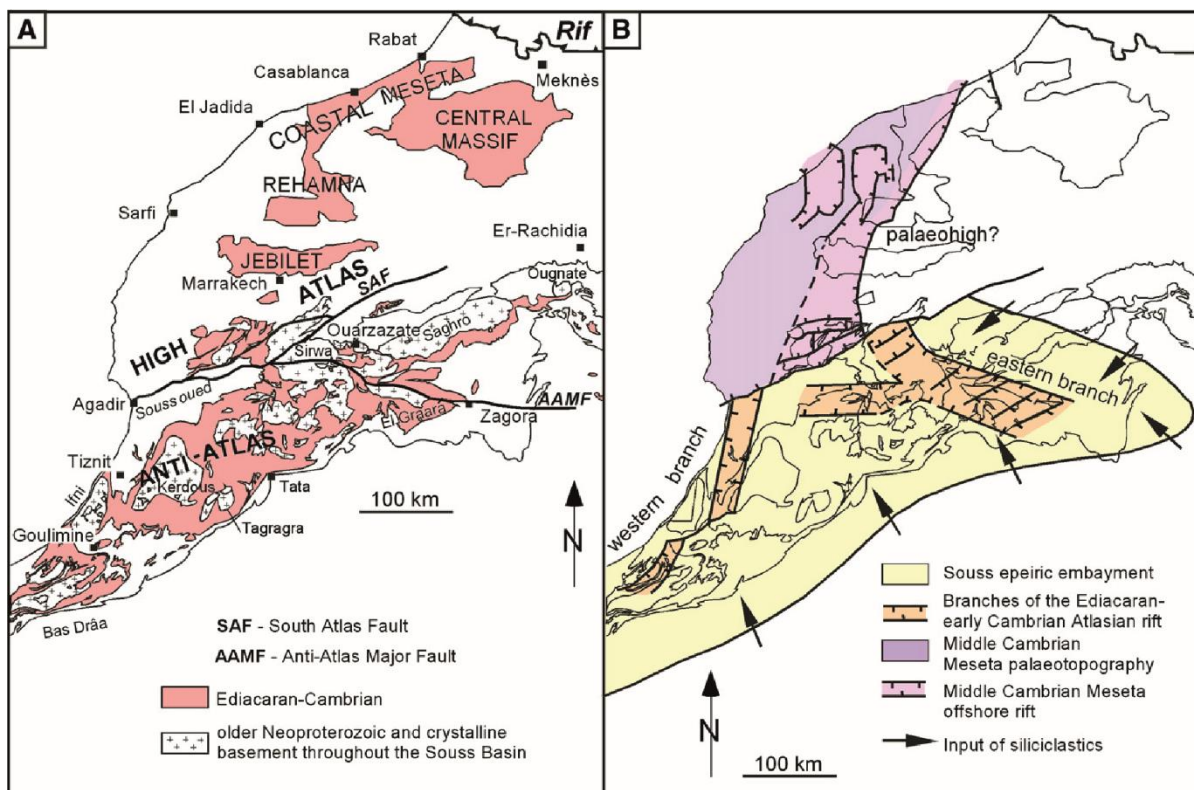 A
Rif
Rabat
Casablanca
Meknès
El Jadida
COASTAL MESETA
CENTRAL
MASSIF
REHAMNA
Sarfi
Er-Rachidia
JEBILET
Marrakech
Ougnate
HIGH ATLAS
SAF
Ouarzazate
Saghro
Sirwa
Souss oued
Agadir
AAMF
El Graara
Zagora
ANTI-ATLAS
Tiznit
Kerdous
Tata
Ifni
Tagragra
100 km
N
Goulimine
Bas Drâa
SAF - South Atlas Fault
AAMF - Anti-Atlas Major Fault
Ediacaran-Cambrian
older Neoproterozoic and crystalline
basement throughout the Souss Basin
B
palaeohigh?
eastern branch
western branch
Souss epeiric embayment
Branches of the Ediacaran-
early Cambrian Atlasian rift
Middle Cambrian
Meseta palaeotopography
Middle Cambrian Meseta
offshore rift
Input of siliciclastics
N
100 km